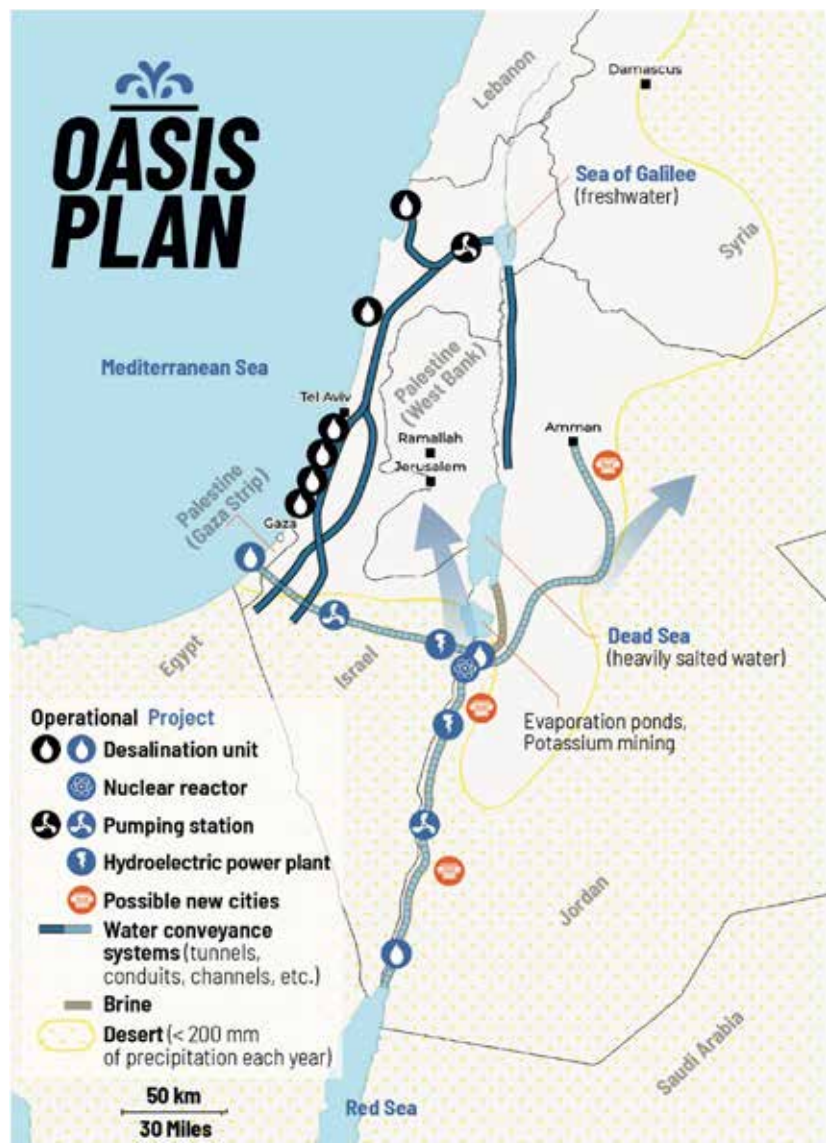 OASIS
PLAN
Lebanon
Damascus
Sea of Galilee
(freshwater)
Syria
Mediterranean Sea
Palestine
(West Bank)
Tel Aviv
Ramallah
Jerusalem
Amman
Palestine
(Gaza Strip)
Gaza
Egypt
Israel
Dead Sea
(heavily salted water)
Evaporation ponds,
Potassium mining
Operational Project
Desalination unit
Nuclear reactor
Pumping station
Hydroelectric power plant
Possible new cities
Water conveyance
systems (tunnels,
conduits, channels, etc.)
Brine
Desert (< 200 mm
of precipitation each year)
Jordan
Saudi Arabia
50 km
30 Miles
Red Sea